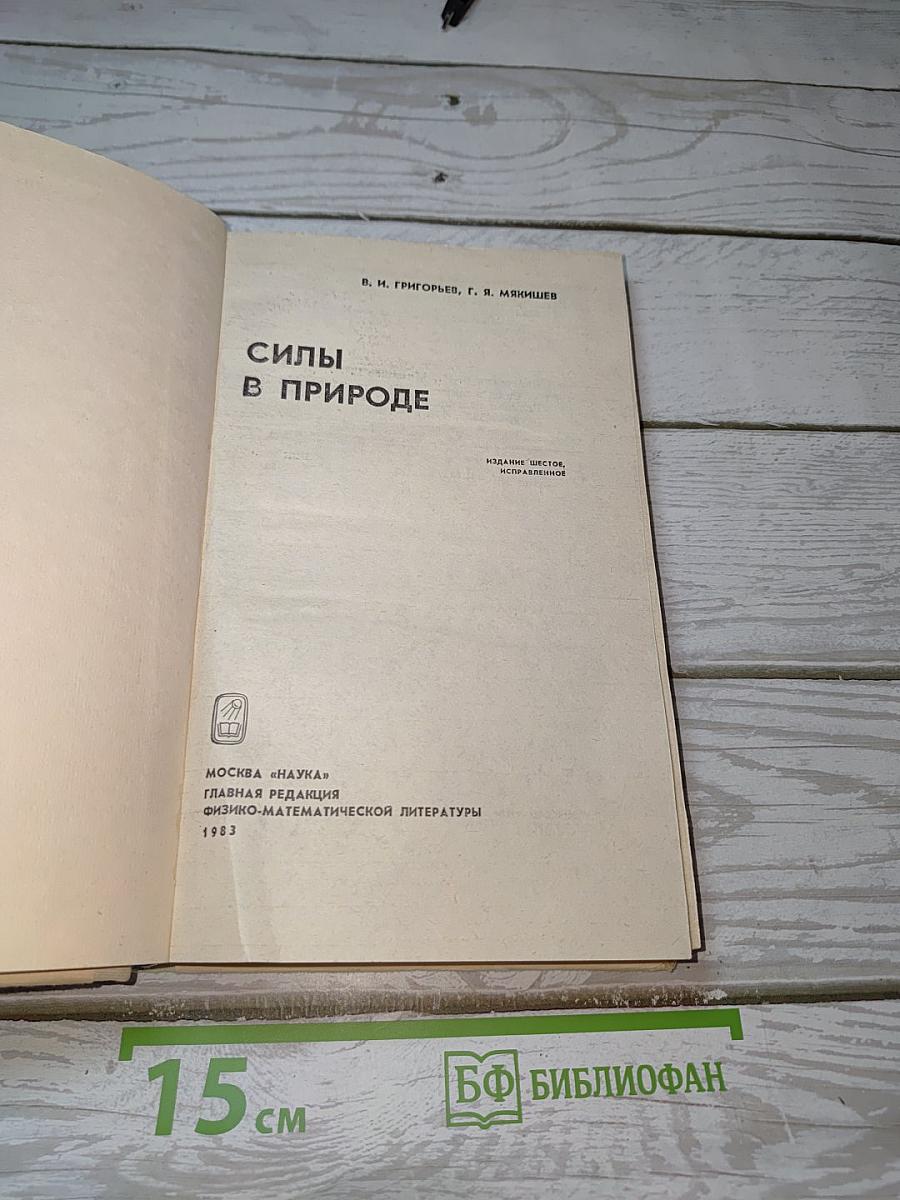 В. И. ГРИГОРЬЕВ, Г. Я. МЯКИШЕВ
СИЛЫ
В ПРИРОДЕ
ИЗДАНИЕ ШЕСТОЕ,
ИСПРАВЛЕННОЕ
МОСКВА «НАУКА»
ГЛАВНАЯ РЕДАКЦИЯ
ФИЗИКО-МАТЕМАТИЧЕСКОЙ ЛИТЕРАТУРЫ
1983
15 см
БФ БИБЛИОФАН